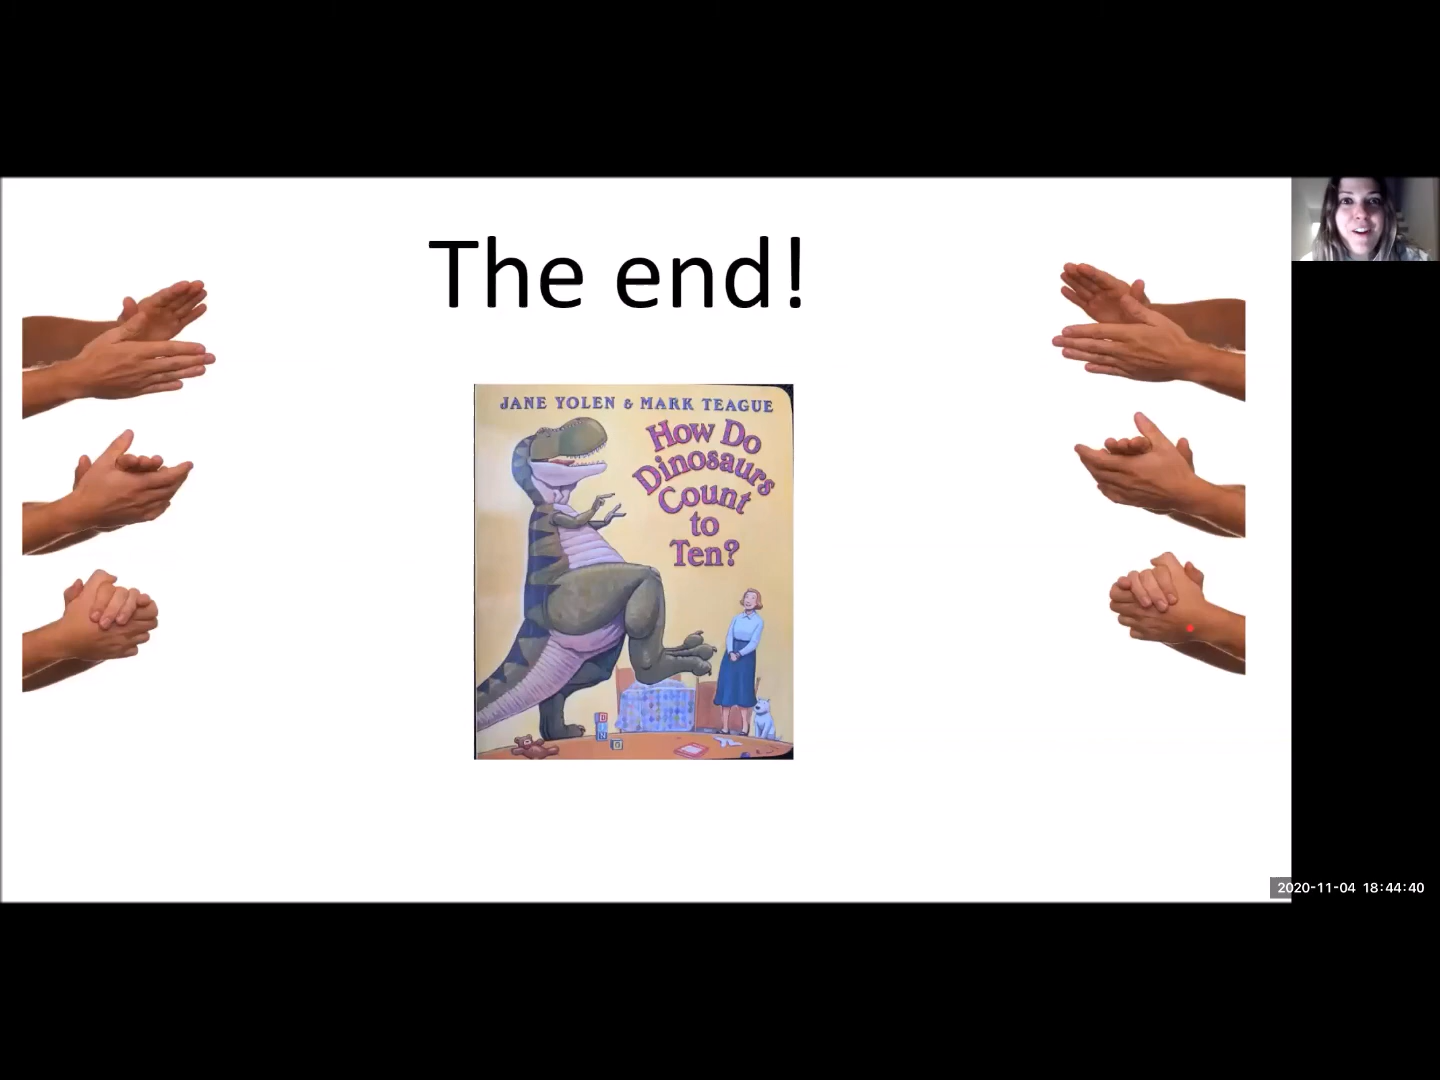 The end!
JANE YOLEN & MARK TEAGUE
How Do
Dinosaurs
Count
to
Ten?
D
N
2020-11-04 18:44:40